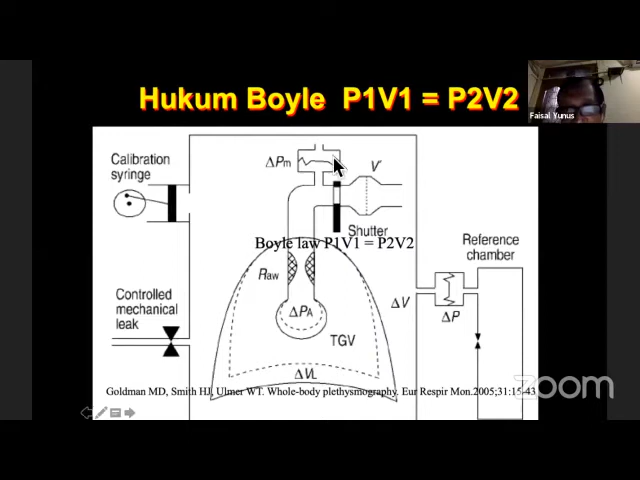 Hukum Boyle P1V1 = P2V2
Faisal Yunus
Calibration
syringe
ΔPm
V'
Shutter
Boyle law P1V1 = P2V2
Reference
chamber
Raw
Controlled
mechanical
leak
ΔPA
ΔV
ΔP
TGV
ΔVL
Goldman MD, Smith HJ, Ulmer WT. Whole-body plethysmography. Eur Respir Mon.2005;31:15-43
zoom